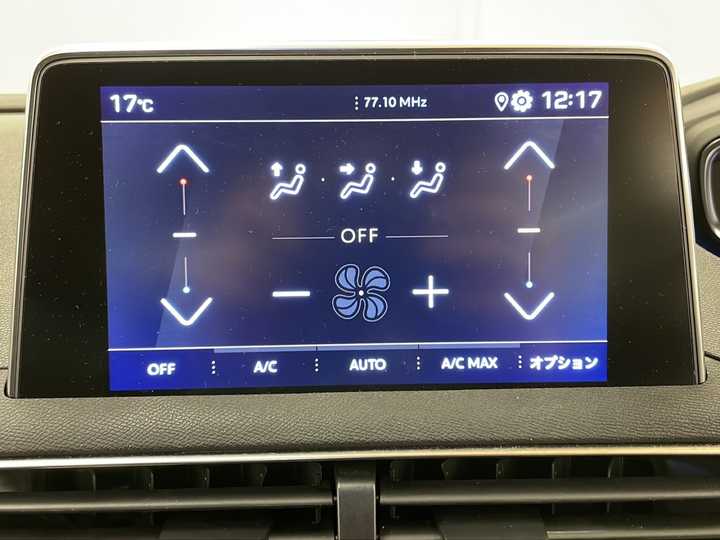 17°C 77.10 MHz 12:17
OFF
OFF A/C AUTO A/C MAX オプション